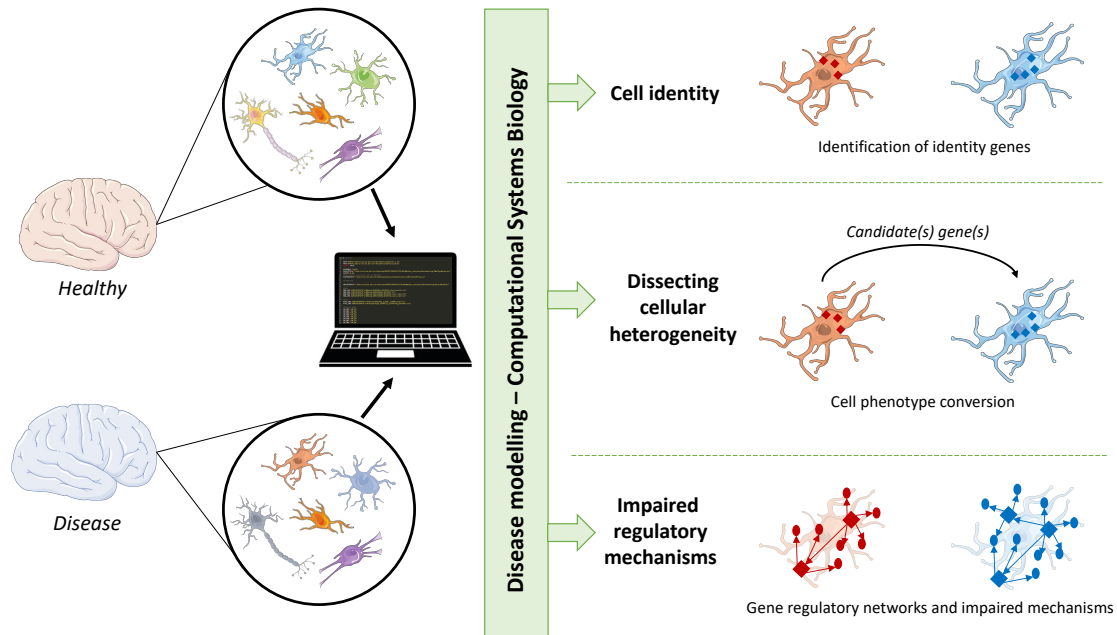 Healthy
Disease
Disease modelling – Computational Systems Biology
Cell identity
Identification of identity genes
Dissecting
cellular
heterogeneity
Candidate(s) gene(s)
Cell phenotype conversion
Impaired
regulatory
mechanisms
Gene regulatory networks and impaired mechanisms